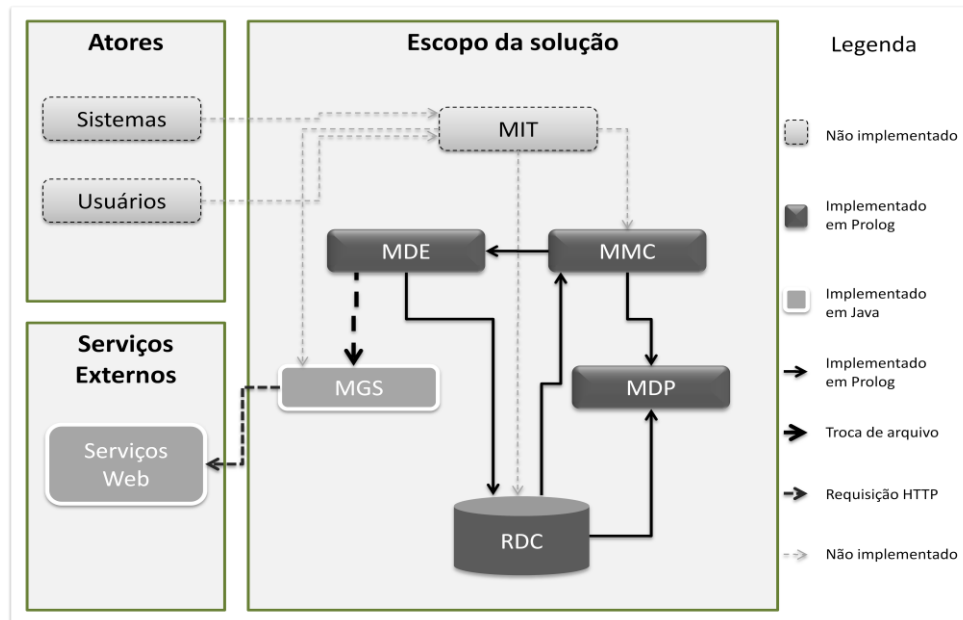 Atores
Sistemas
Usuários
Serviços
Externos
Serviços
Web
Escopo da solução
MIT
MDE
MMC
MGS
MDP
RDC
Legenda
Não implementado
Implementado
em Prolog
Implementado
em Java
Implementado
em Prolog
Troca de arquivo
Requisição HTTP
Não implementado